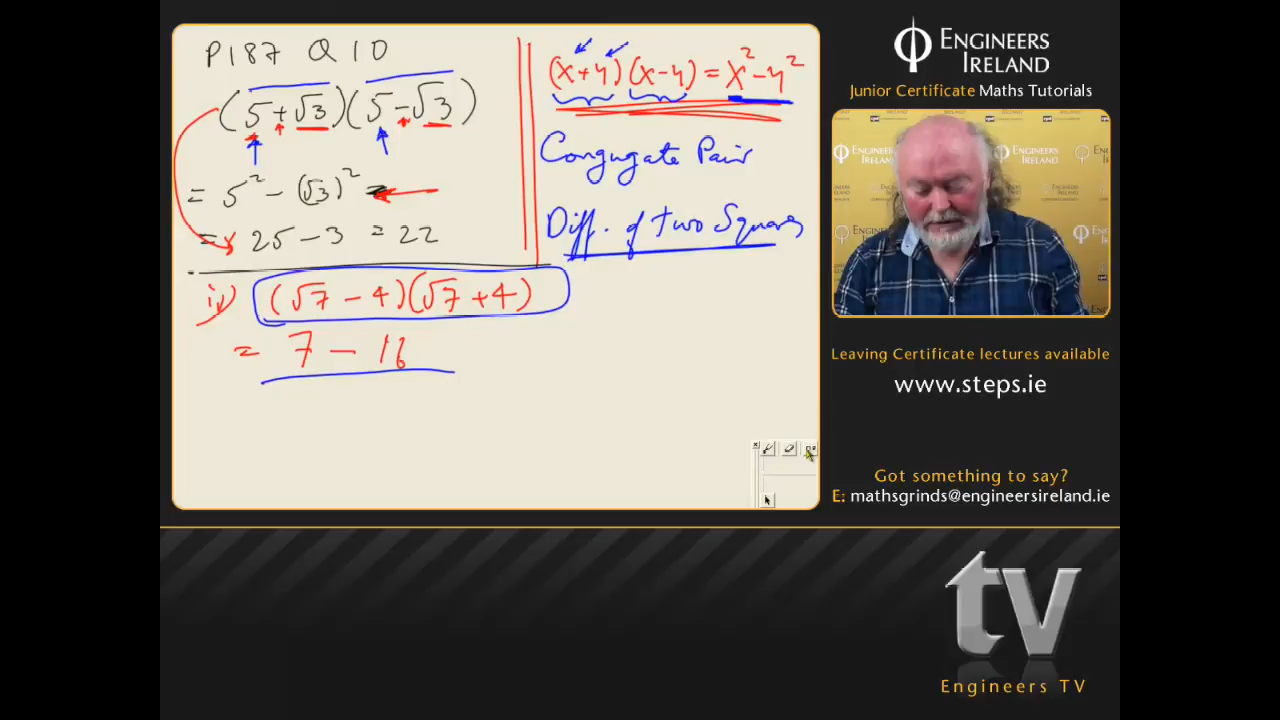 P187 Q10
(5+√3)(5-√3)
= 5² - (√3)² =
= 25 - 3 = 22
iv) (√7 - 4)(√7 + 4)
= 7 - 16
(x+y)(x-y) = x² - y²
Conjugate Pair
Diff. of two Squares
ENGINEERS
IRELAND
Junior Certificate Maths Tutorials
Leaving Certificate lectures available
www.steps.ie
Got something to say?
E: mathsgrinds@engineersireland.ie
tv
Engineers TV